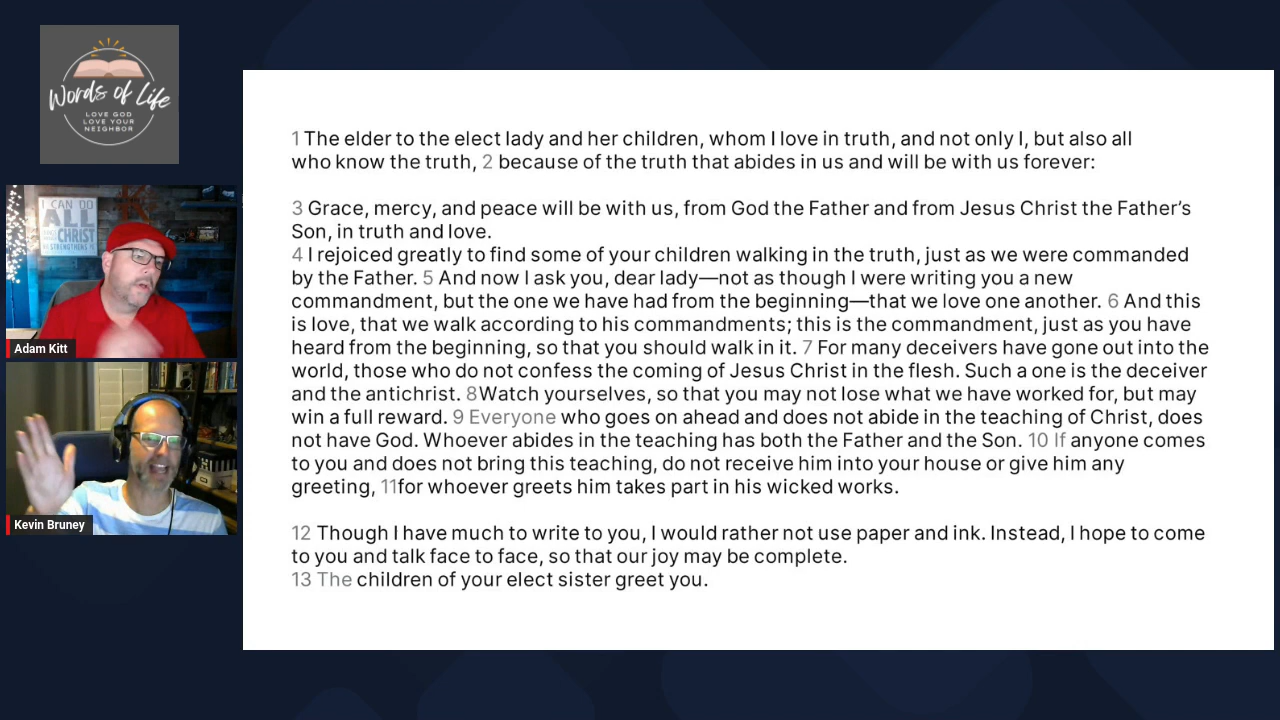 Words of Life
LOVE GOD
LOVE YOUR
NEIGHBOR
I CAN DO
ALL
CHRIST
Adam Kitt
Kevin Bruney
1 The elder to the elect lady and her children, whom I love in truth, and not only I, but also all
who know the truth, 2 because of the truth that abides in us and will be with us forever:
3 Grace, mercy, and peace will be with us, from God the Father and from Jesus Christ the Father’s
Son, in truth and love.
4 I rejoiced greatly to find some of your children walking in the truth, just as we were commanded
by the Father. 5 And now I ask you, dear lady—not as though I were writing you a new
commandment, but the one we have had from the beginning—that we love one another. 6 And this
is love, that we walk according to his commandments; this is the commandment, just as you have
heard from the beginning, so that you should walk in it. 7 For many deceivers have gone out into the
world, those who do not confess the coming of Jesus Christ in the flesh. Such a one is the deceiver
and the antichrist. 8Watch yourselves, so that you may not lose what we have worked for, but may
win a full reward. 9 Everyone who goes on ahead and does not abide in the teaching of Christ, does
not have God. Whoever abides in the teaching has both the Father and the Son. 10 If anyone comes
to you and does not bring this teaching, do not receive him into your house or give him any
greeting, 11for whoever greets him takes part in his wicked works.
12 Though I have much to write to you, I would rather not use paper and ink. Instead, I hope to come
to you and talk face to face, so that our joy may be complete.
13 The children of your elect sister greet you.